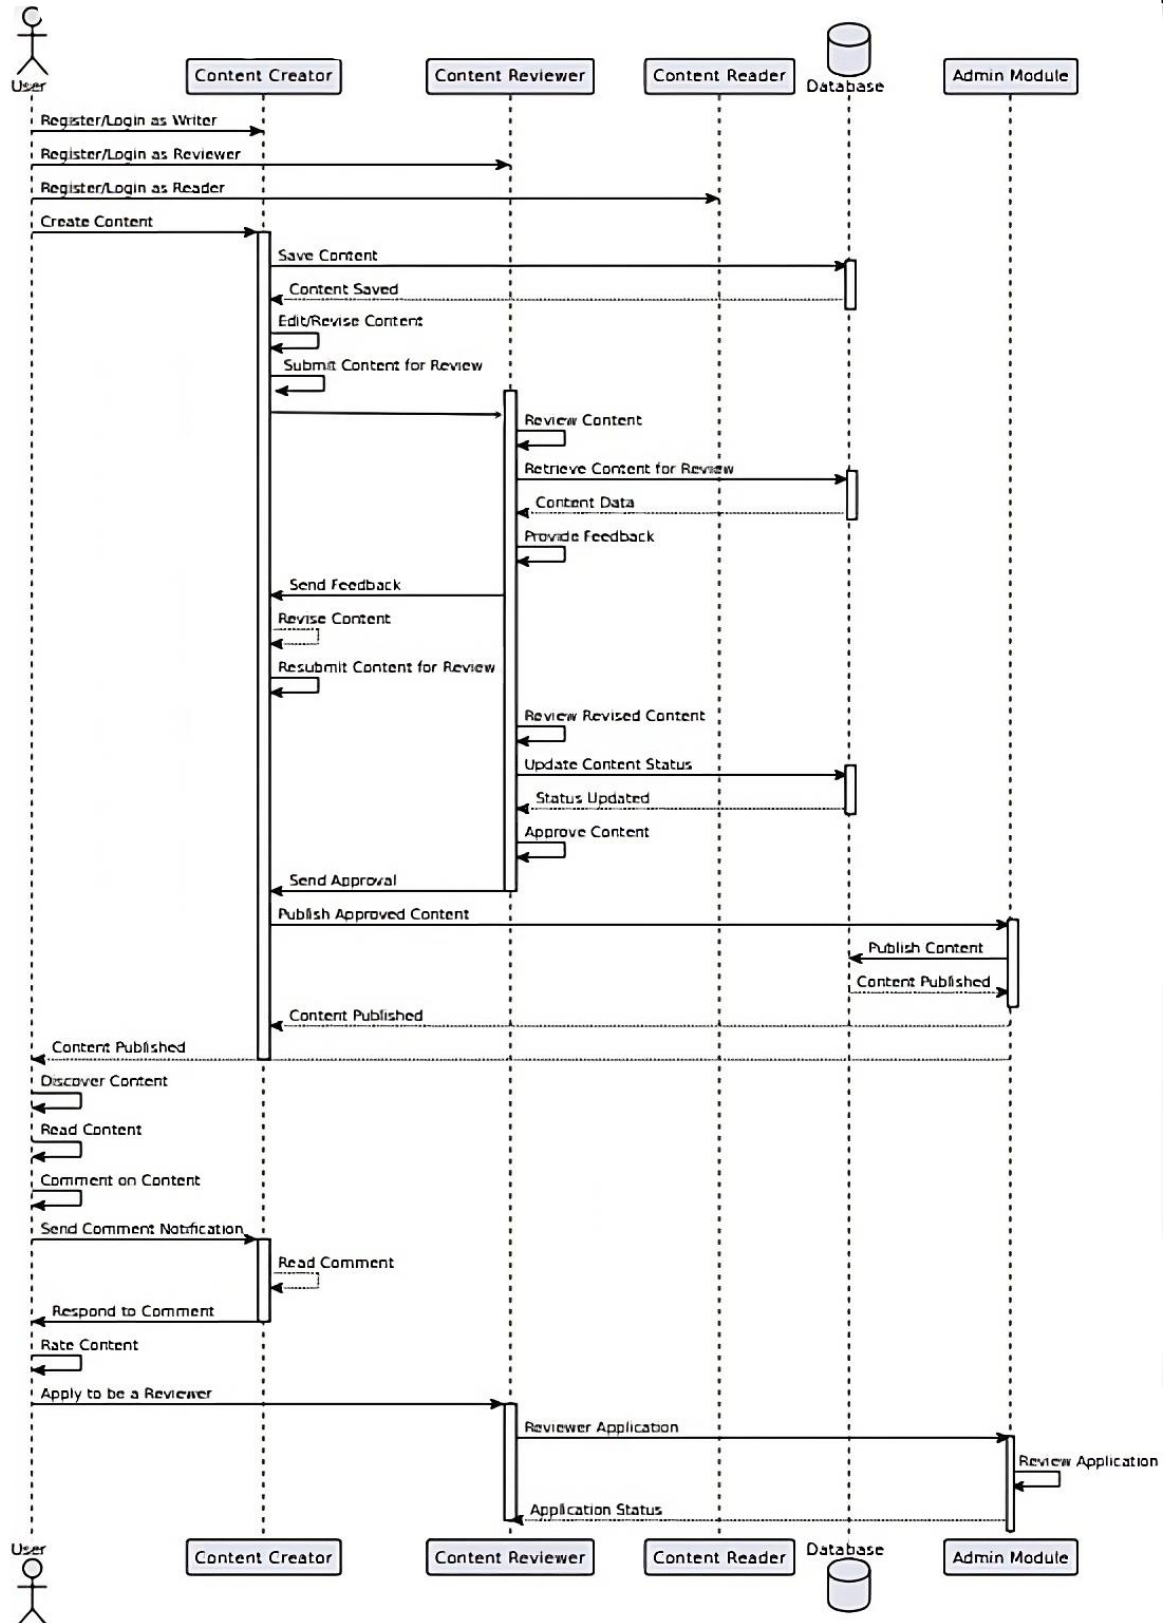 User
Content Creator
Content Reviewer
Content Reader
Database
Admin Module
Register/Login as Writer
Register/Login as Reviewer
Register/Login as Reader
Create Content
Save Content
Content Saved
Edit/Revise Content
Submit Content for Review
Review Content
Retrieve Content for Review
Content Data
Provide Feedback
Send Feedback
Revise Content
Resubmit Content for Review
Review Revised Content
Update Content Status
Status Updated
Approve Content
Send Approval
Publish Approved Content
Publish Content
Content Published
Content Published
Content Published
Discover Content
Read Content
Comment on Content
Send Comment Notification
Read Comment
Respond to Comment
Rate Content
Apply to be a Reviewer
Reviewer Application
Review Application
Application Status
User
Content Creator
Content Reviewer
Content Reader
Database
Admin Module